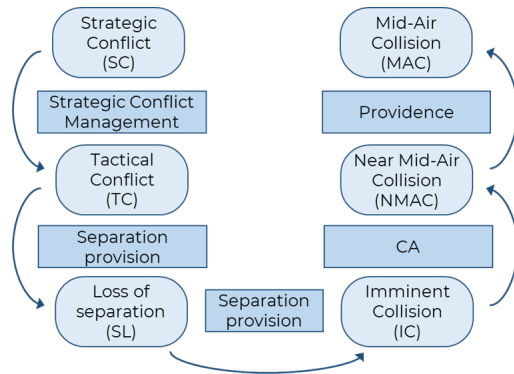 Strategic
Conflict
(SC)
Strategic Conflict
Management
Tactical
Conflict
(TC)
Separation
provision
Loss of
separation
(SL)
Separation
provision
Imminent
Collision
(IC)
CA
Near Mid-Air
Collision
(NMAC)
Providence
Mid-Air
Collision
(MAC)